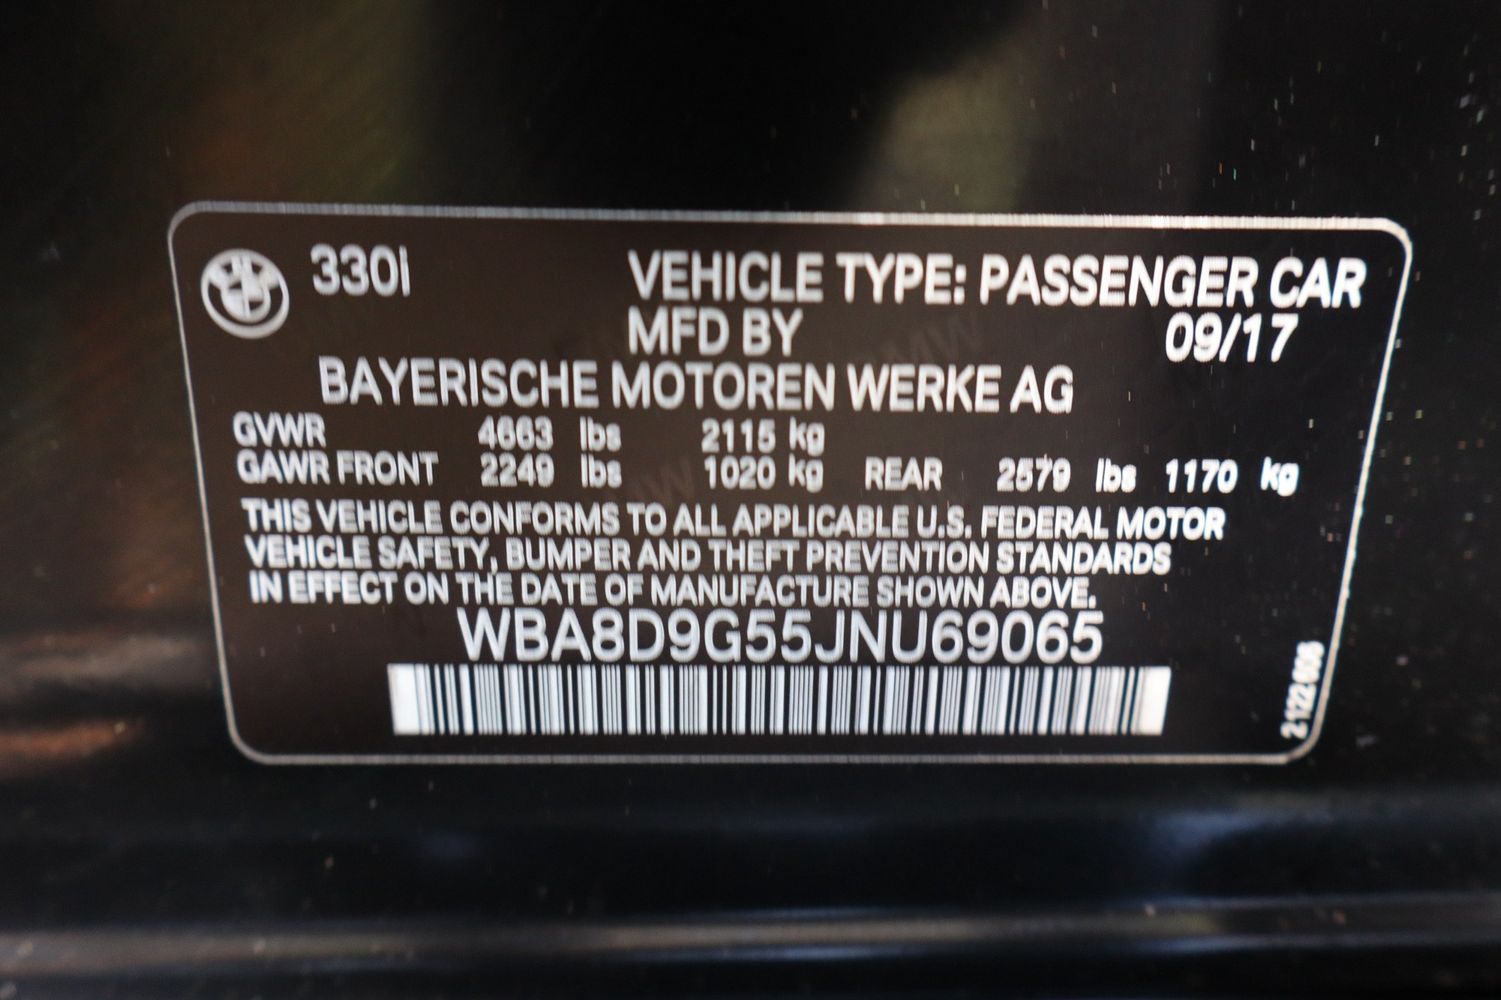 330i VEHICLE TYPE: PASSENGER CAR
MFD BY 09/17
BAYERISCHE MOTOREN WERKE AG
GVWR 4663 lbs 2115 kg
GAWR FRONT 2249 lbs 1020 kg REAR 2579 lbs 1170 kg
THIS VEHICLE CONFORMS TO ALL APPLICABLE U.S. FEDERAL MOTOR
VEHICLE SAFETY, BUMPER AND THEFT PREVENTION STANDARDS
IN EFFECT ON THE DATE OF MANUFACTURE SHOWN ABOVE.
WBA8D9G55JNU69065